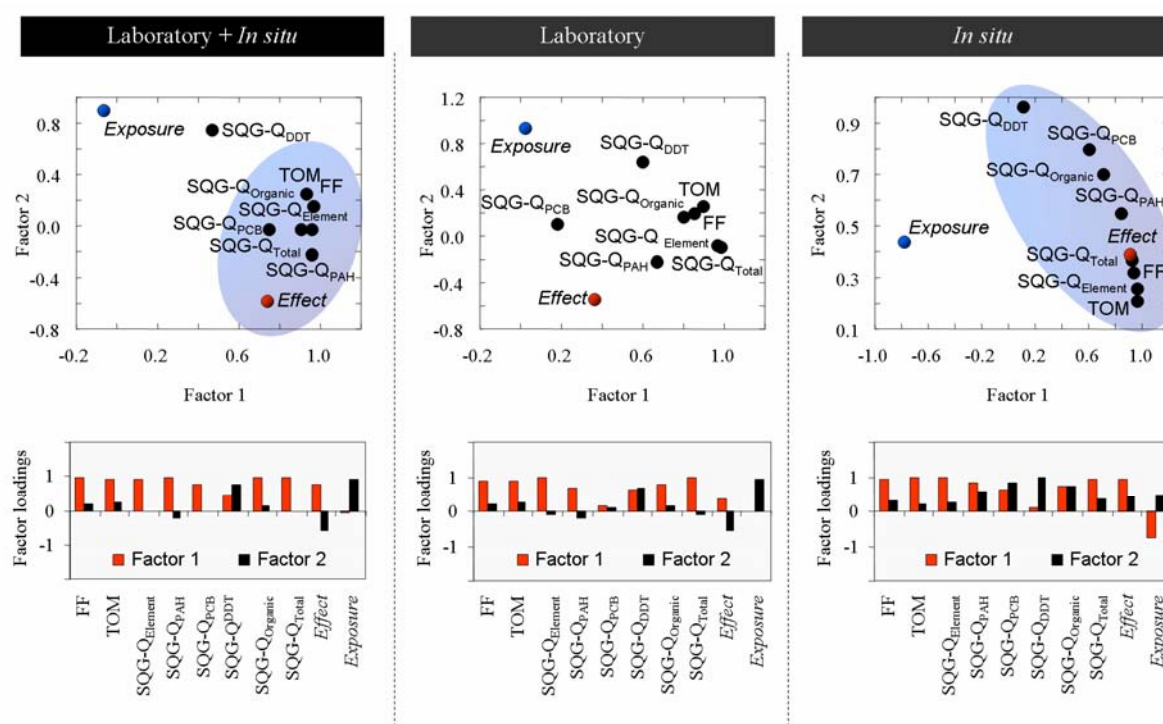 Laboratory + In situ
0.8
0.4
0.0
-0.4
-0.8
Factor 2
Exposure
SQG-QDDT
TOM
FF
SQG-QOrganic
SQG-QElement
SQG-QPCB
SQG-QTotal
SQG-QPAH
Effect
-0.2 0.2 0.6 1.0
Factor 1
Factor loadings
1
0
-1
Factor 1 Factor 2
FF
TOM
SQG-QElement
SQG-QPAH
SQG-QPCB
SQG-QDDT
SQG-QOrganic
SQG-QTotal
Effect
Exposure
Laboratory
1.2
0.8
0.4
0.0
-0.4
-0.8
Factor 2
Exposure
SQG-QDDT
TOM
SQG-QOrganic
SQG-QPCB
FF
SQG-Q
Element
SQG-QPAH
SQG-QTotal
Effect
-0.2 0.2 0.6 1.0
Factor 1
Factor loadings
1
0
-1
Factor 1 Factor 2
FF
TOM
SQG-QElement
SQG-QPAH
SQG-QPCB
SQG-QDDT
SQG-QOrganic
SQG-QTotal
Effect
Exposure
In situ
0.9
0.7
0.5
0.3
0.1
Factor 2
SQG-QDDT
SQG-QPCB
SQG-QOrganic
SQG-QPAH
Exposure
Effect
SQG-QTotal
FF
SQG-QElement
TOM
-1.0 -0.6 -0.2 0.2 0.6 1.0
Factor 1
Factor loadings
1
0
-1
Factor 1 Factor 2
FF
TOM
SQG-QElement
SQG-QPAH
SQG-QPCB
SQG-QDDT
SQG-QOrganic
SQG-QTotal
Effect
Exposure